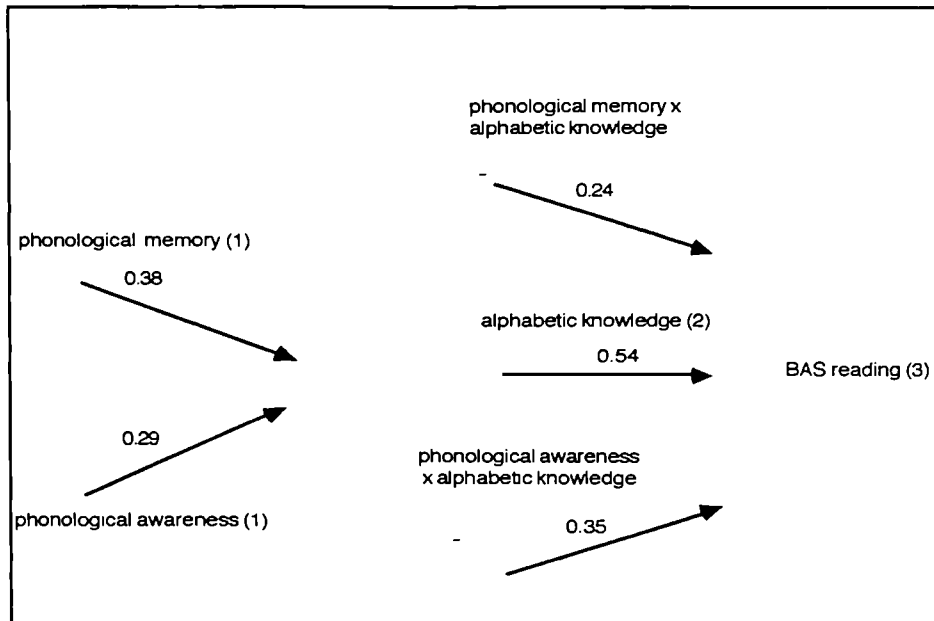 phonological memory x
alphabetic knowledge
-
0.24
phonological memory (1)
0.38
alphabetic knowledge (2)
0.54
BAS reading (3)
0.29
phonological awareness
x alphabetic knowledge
phonological awareness (1)
-
0.35